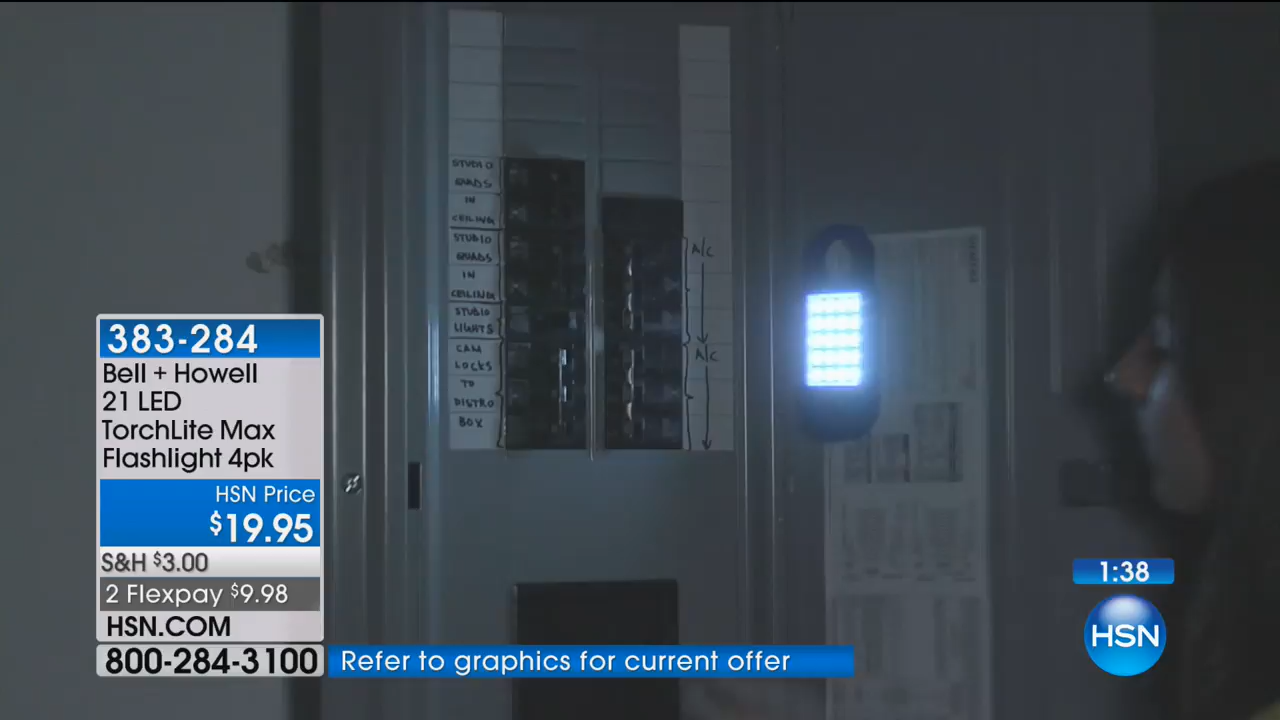 STUDIO
QUADS
IN
CEILING
STUDIO
QUADS
IN
CEILING
STUDIO
LIGHTS
CAM
LOCKS
TO
DISTRO
BOX
A/C
A/C
383-284
Bell + Howell
21 LED
TorchLite Max
Flashlight 4pk
HSN Price
$19.95
S&H $3.00
2 Flexpay $9.98
HSN.COM
800-284-3100
Refer to graphics for current offer
1:38
HSN